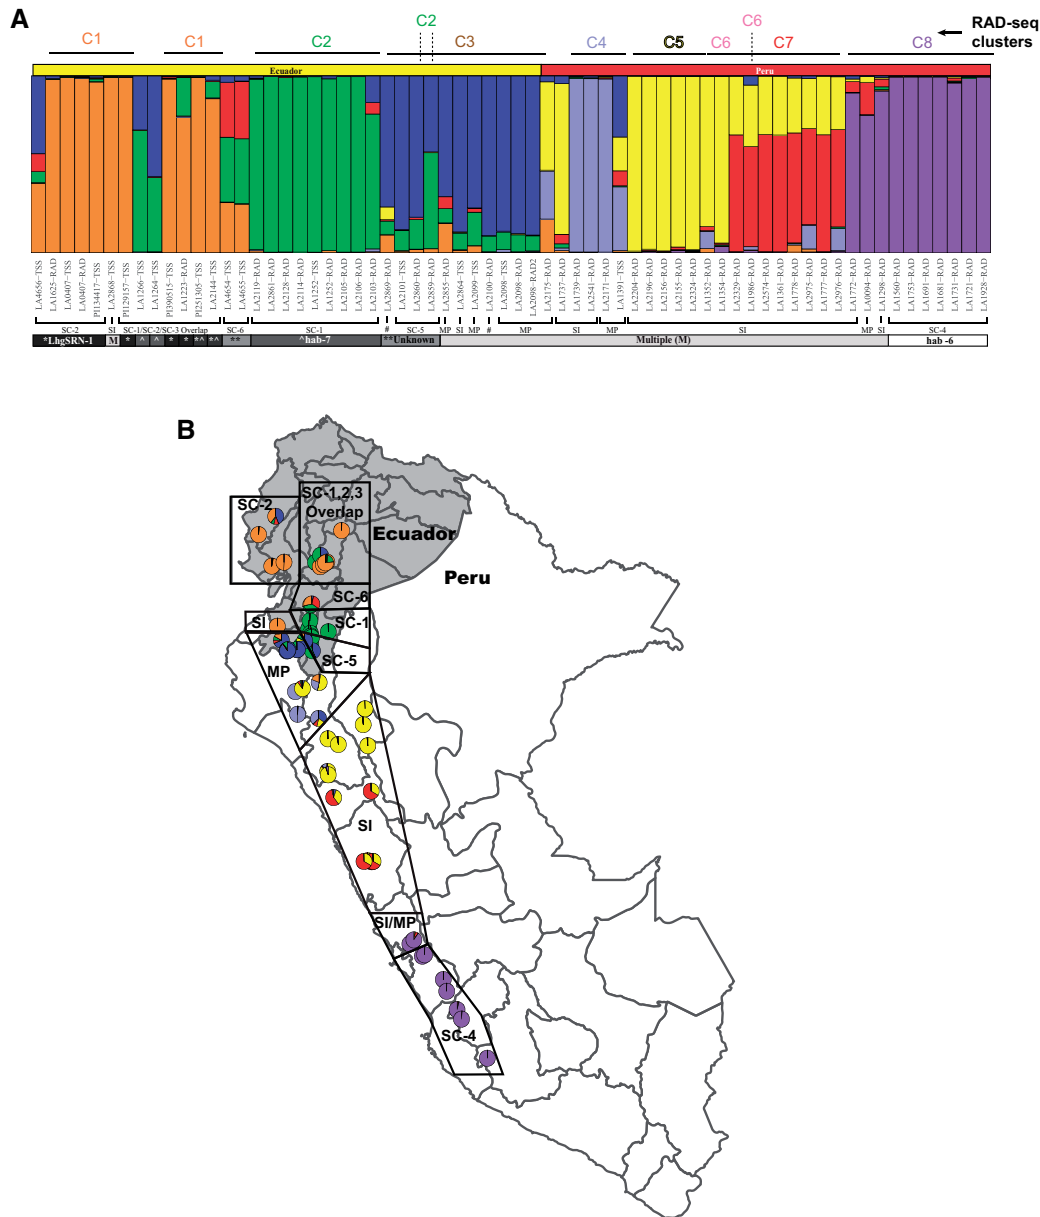 A
C2
C6
C1
C1
C2
C3
C4
C5
C6
C7
C8
RAD-seq
clusters
Ecuador
Peru
LA4656-TSS
LA1625-RAD
LA0407-TSS
LA0407-RAD
PI134417-TSS
LA2868-TSS
PI129157-TSS
LA1266-TSS
LA1264-TSS
PI390515-TSS
LA1223-RAD
PI251305-TSS
LA2144-TSS
LA4654-TSS
LA4655-TSS
LA2119-RAD
LA2861-RAD
LA2128-RAD
LA2114-RAD
LA1252-TSS
LA1252-RAD
LA2105-RAD
LA2106-RAD
LA2103-RAD
LA2869-RAD
LA2101-TSS
LA2860-RAD
LA2859-RAD
LA2855-RAD
LA2864-TSS
LA2099-TSS
LA2100-RAD
LA2098-TSS
LA2098-RAD
LA2098-RAD2
LA2175-RAD
LA1737-RAD
LA1739-RAD
LA2541-RAD
LA2171-RAD
LA1391-TSS
LA2204-RAD
LA2196-RAD
LA2156-RAD
LA2155-RAD
LA2324-RAD
LA1352-RAD
LA1354-RAD
LA2329-RAD
LA1986-RAD
LA2574-RAD
LA1361-RAD
LA1778-RAD
LA2975-RAD
LA1777-RAD
LA2976-RAD
LA1772-RAD
LA0094-RAD
LA1298-RAD
LA1560-RAD
LA1753-RAD
LA1691-RAD
LA1681-RAD
LA1731-RAD
LA1721-RAD
LA1928-RAD
SC-2 SI SC-1/SC-2/SC-3 Overlap SC-6 SC-1 # SC-5 MP SI MP # MP SI MP SI MP SI SC-4
*LhgSRN-1 M * ^ ^ * * *^ *^ ** ^hab-7 **Unknown Multiple (M) hab -6
B
SC-1,2,3
SC-2
Overlap
Ecuador
Peru
SC-6
SI
SC-1
SC-5
MP
SI
SI/MP
SC-4